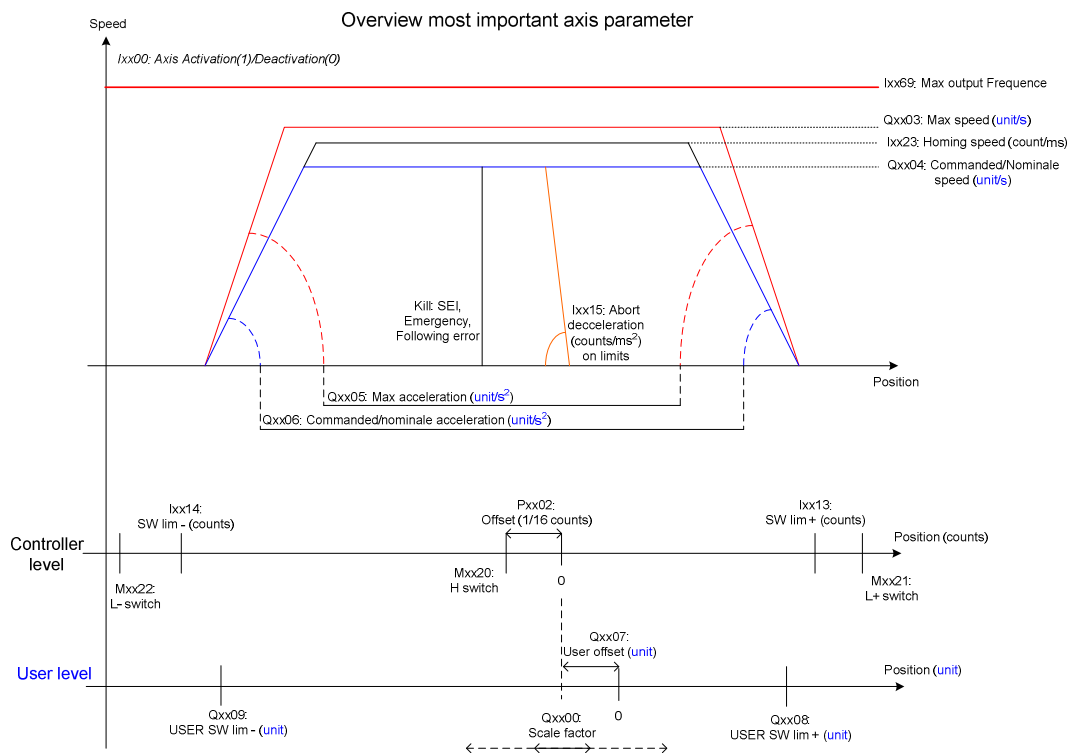 Overview most important axis parameter
Speed
Ixx00: Axis Activation(1)/Deactivation(0)
Ixx69: Max output Frequence
Qxx03: Max speed (unit/s)
Ixx23: Homing speed (count/ms)
Qxx04: Commanded/Nominale
speed (unit/s)
Kill: SEI,
Emergency,
Following error
Ixx15: Abort
decceleration
(counts/ms²)
on limits
Position
Qxx05: Max acceleration (unit/s²)
Qxx06: Commanded/nominale acceleration (unit/s²)
Ixx14:
SW lim - (counts)
Pxx02:
Offset (1/16 counts)
Ixx13:
SW lim + (counts)
Controller
level
Position (counts)
Mxx22:
L- switch
Mxx20:
H switch
0
Mxx21:
L+ switch
Qxx07:
User offset (unit)
User level
Position (unit)
Qxx09:
USER SW lim - (unit)
Qxx00:
Scale factor
0
Qxx08:
USER SW lim + (unit)